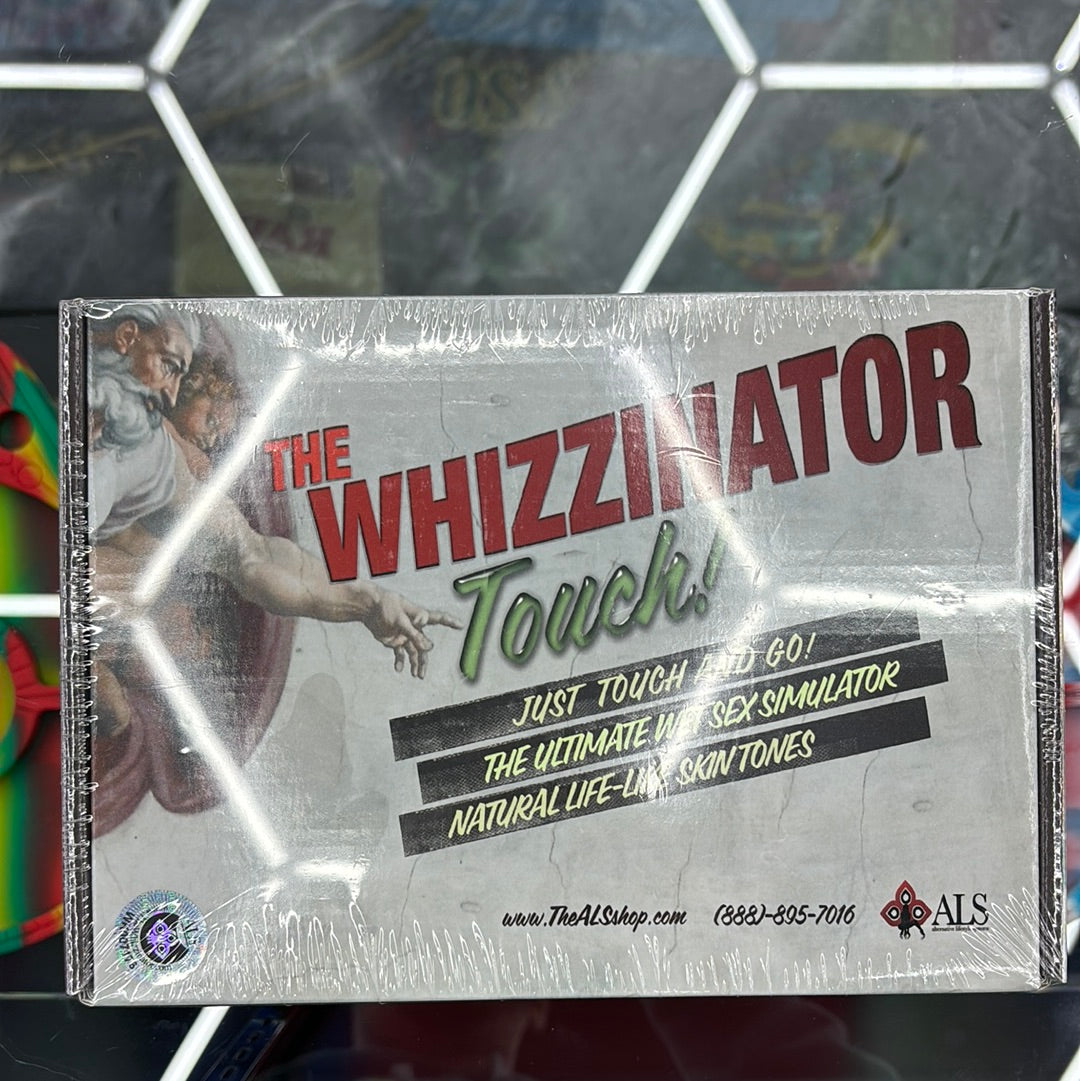 THE
WHIZZINATOR
Touch!
JUST TOUCH AND GO!
THE ULTIMATE WET SEX SIMULATOR
NATURAL LIFE-LIKE SKIN TONES
www.TheALSshop.com (888)-895-7016 ALS